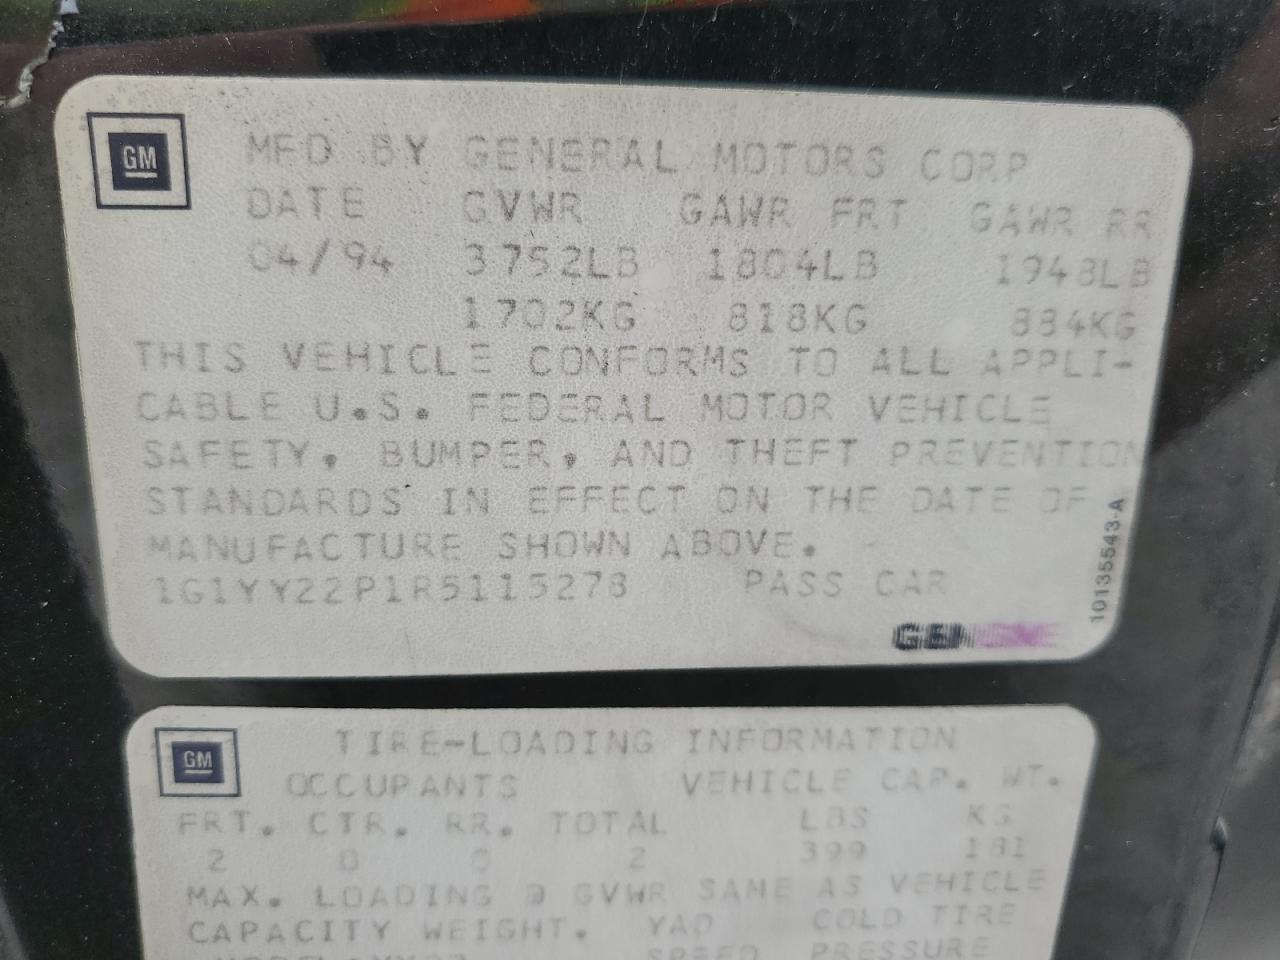 GM
MFD BY GENERAL MOTORS CORP
DATE GVWR GAWR FRT GAWR RR
04/94 3752LB 1804LB 1948LB
1702KG 818KG 884KG
THIS VEHICLE CONFORMS TO ALL APPLI-
CABLE U.S. FEDERAL MOTOR VEHICLE
SAFETY, BUMPER, AND THEFT PREVENTION
STANDARDS IN EFFECT ON THE DATE OF
MANUFACTURE SHOWN ABOVE.
1G1YY22P1R5115278 PASS CAR
10135543-A
GM
TIRE-LOADING INFORMATION
OCCUPANTS VEHICLE CAP. WT.
FRT. CTR. RR. TOTAL LBS KG
2 0 0 2 399 181
MAX. LOADING @ GVWR SAME AS VEHICLE
CAPACITY WEIGHT. COLD TIRE
SPEED PRESSURE